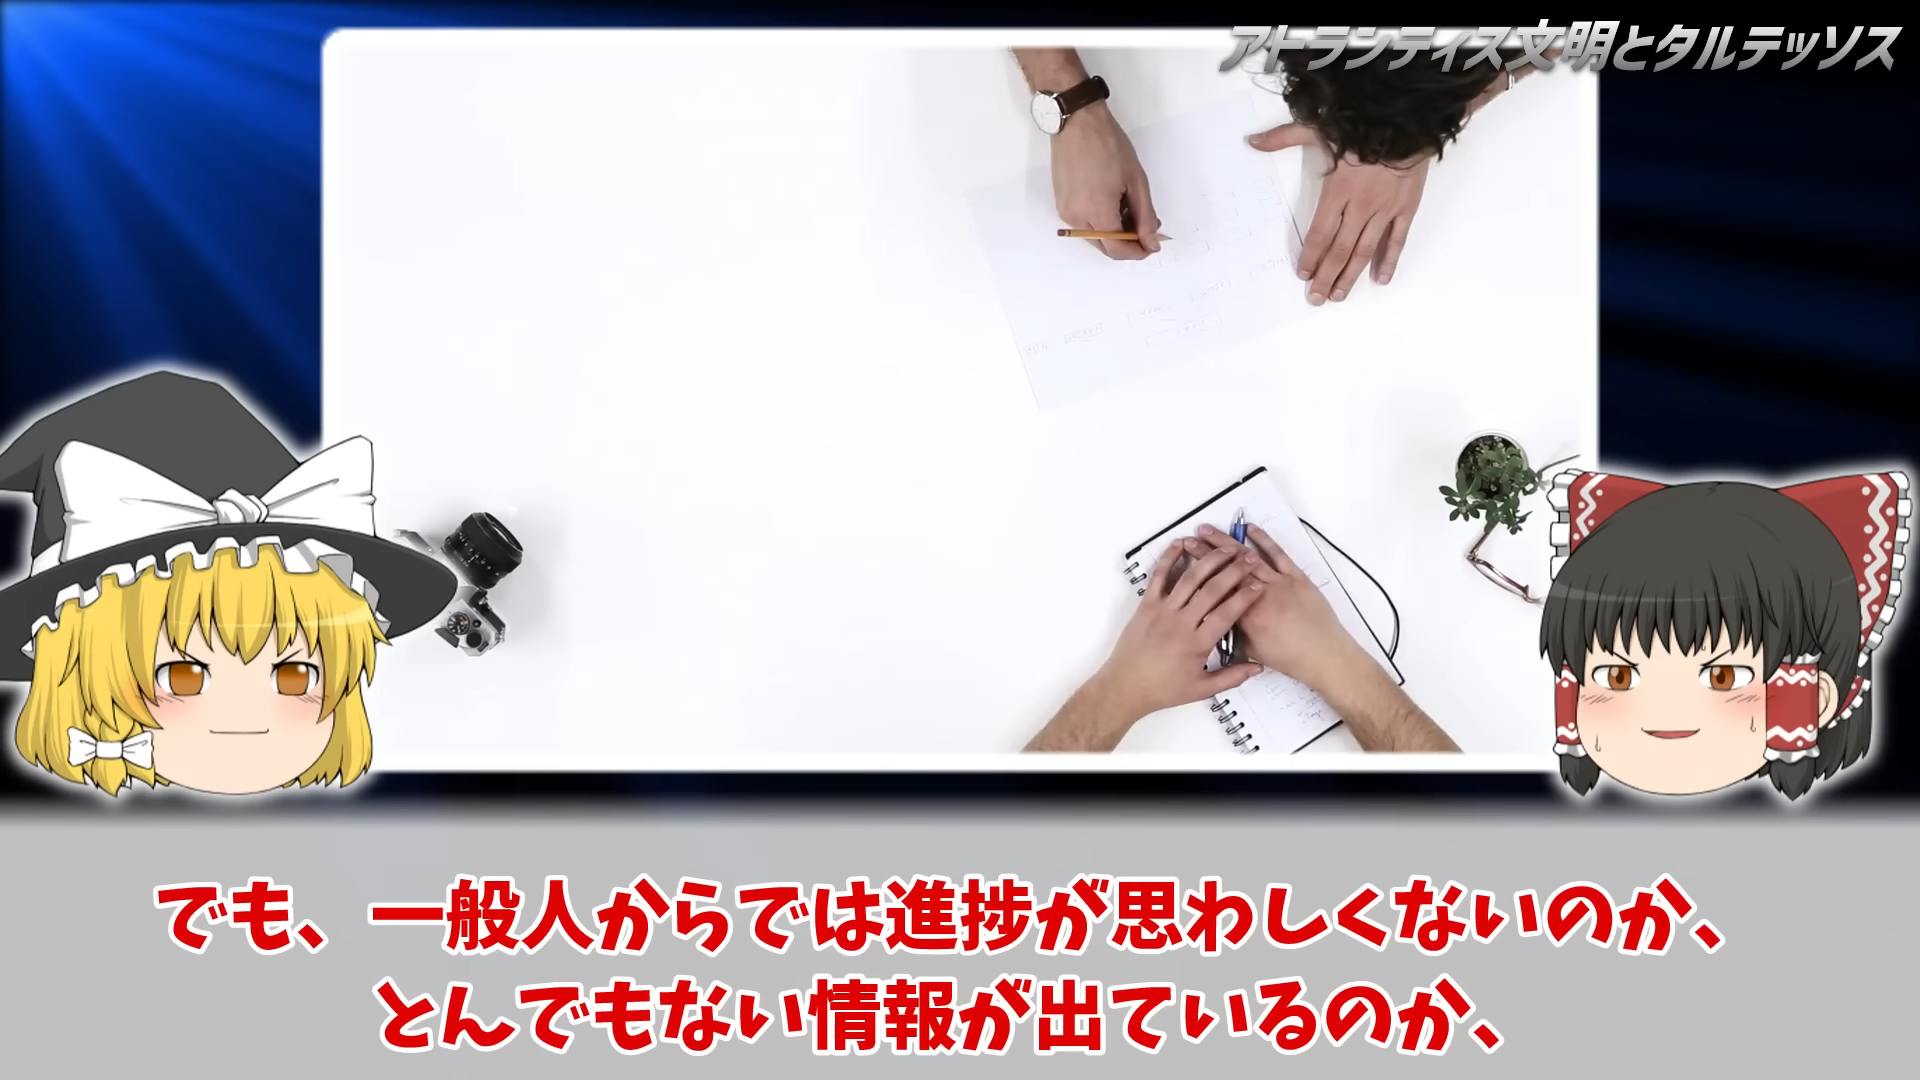 アトランティス文明とタルテッソス
でも、一般人からでは進捗が思わしくないのか、
とんでもない情報が出ているのか、